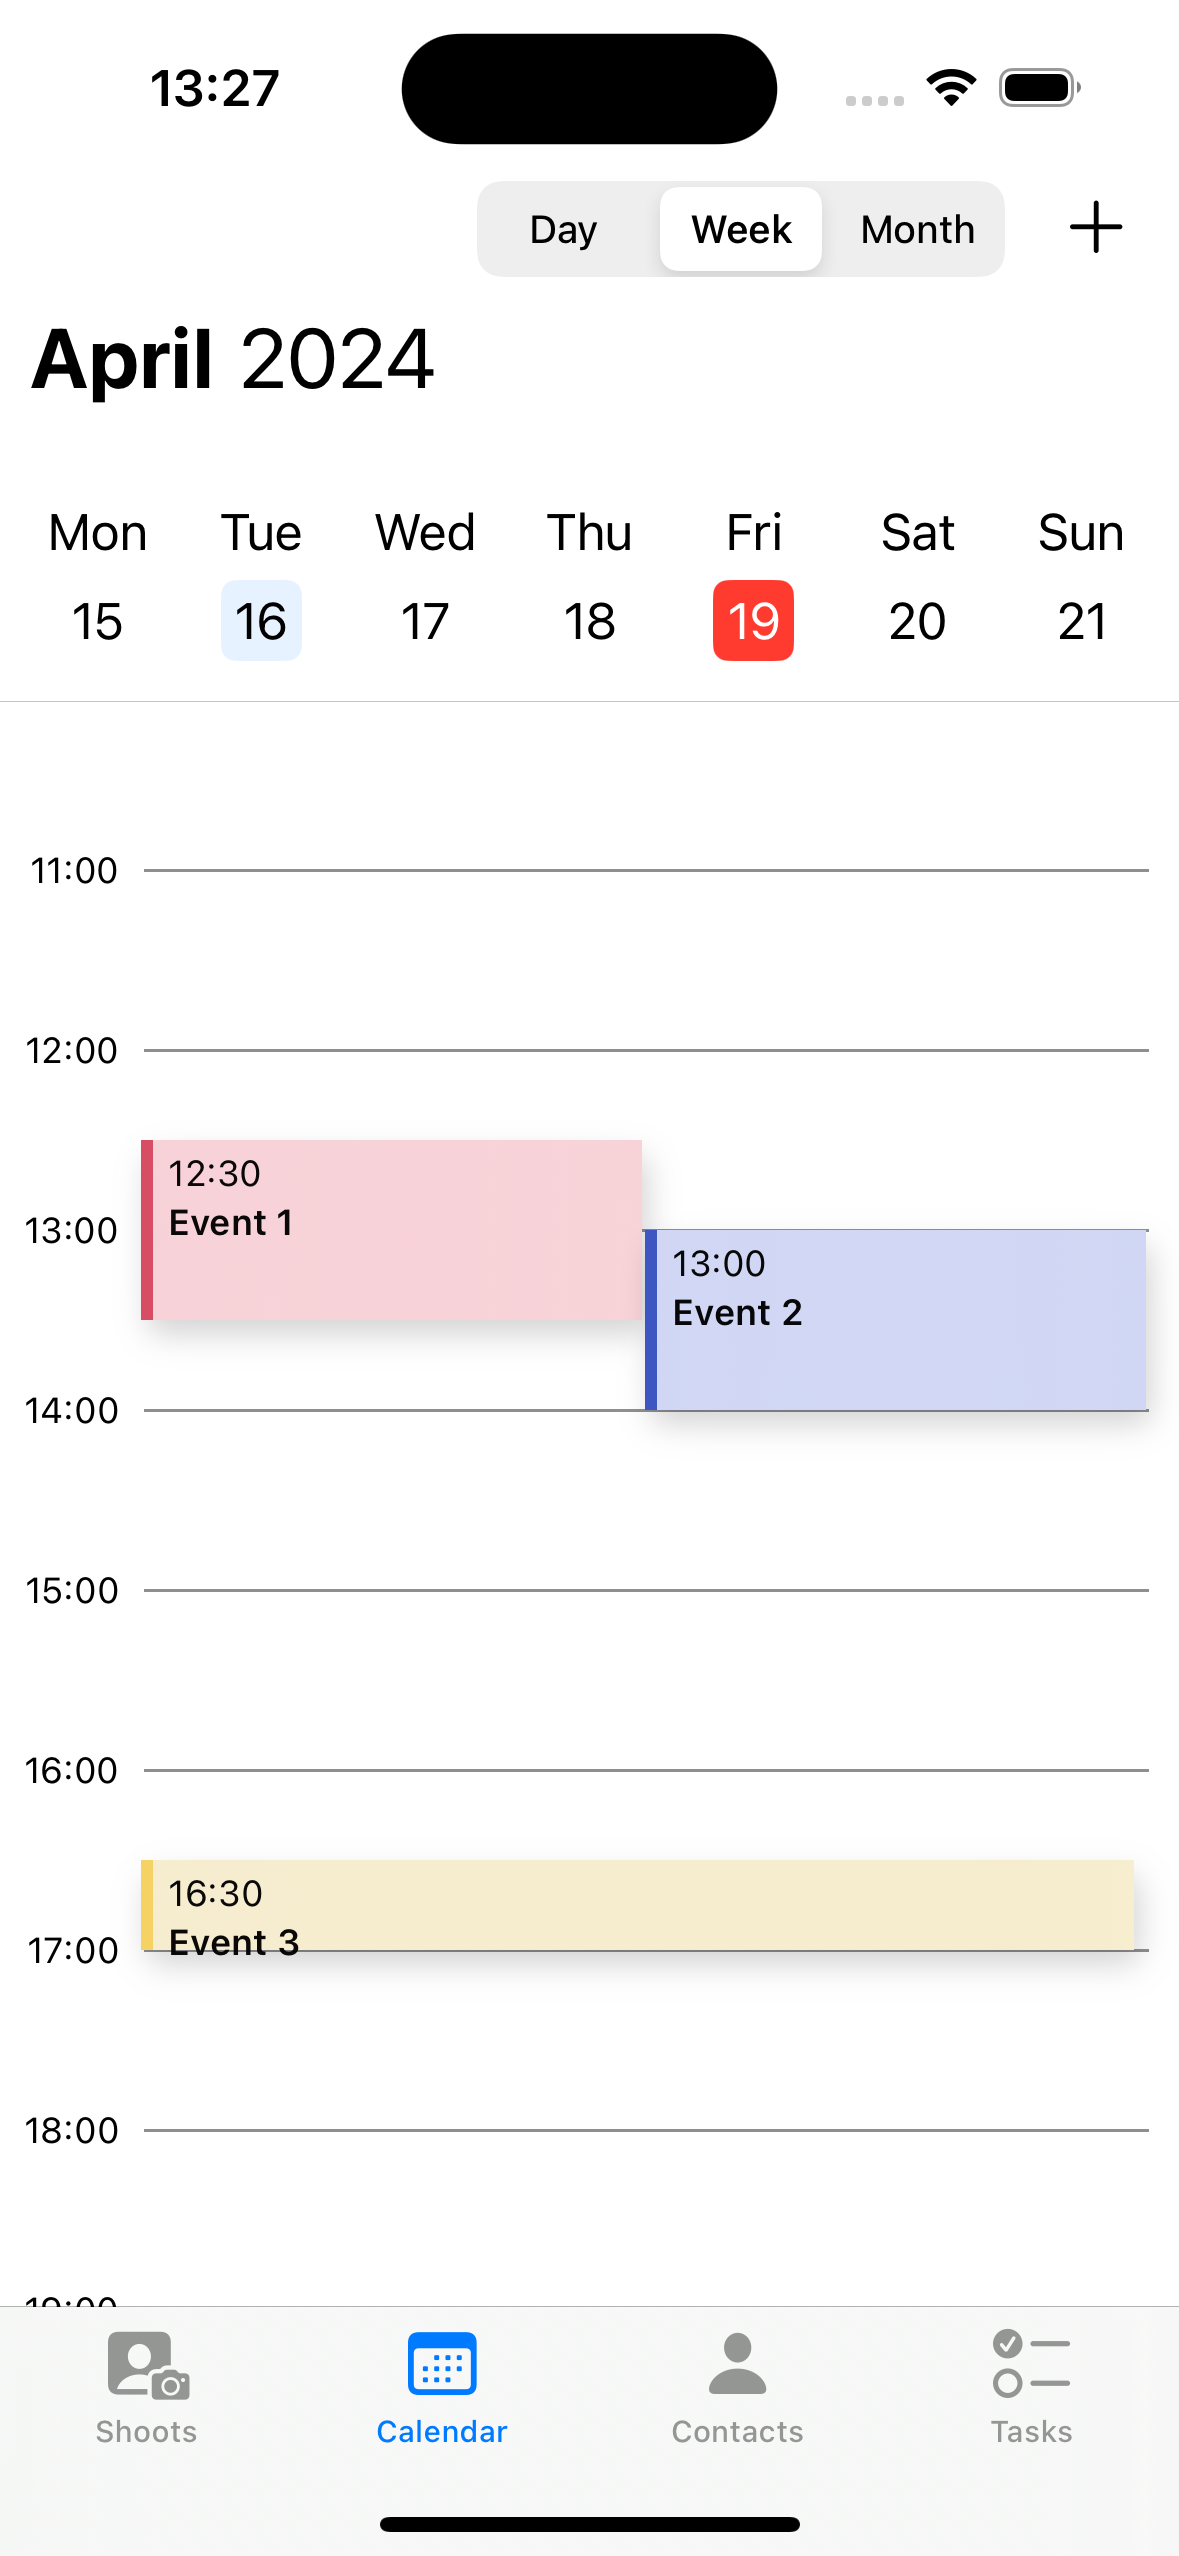 13:27
Day Week Month
April 2024
Mon Tue Wed Thu Fri Sat Sun
15 16 17 18 19 20 21
11:00
12:00
12:30
Event 1
13:00
13:00
Event 2
14:00
15:00
16:00
16:30
Event 3
17:00
18:00
19:00
Shoots Calendar Contacts Tasks